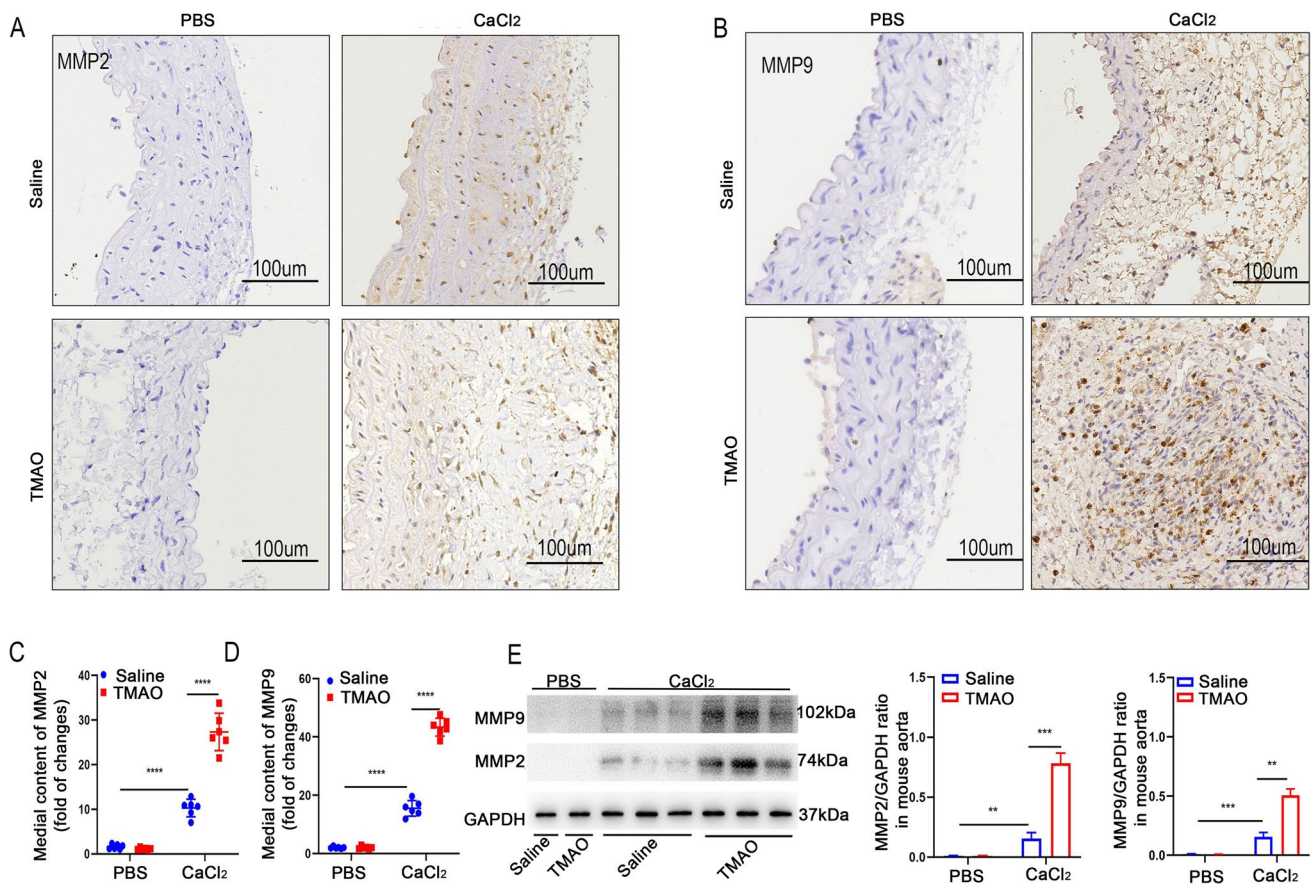 A
PBS
CaCl2
MMP2
Saline
100um
100um
TMAO
100um
100um
B
PBS
CaCl2
MMP9
Saline
100um
100um
TMAO
100um
100um
C
Medial content of MMP2
(fold of changes)
Saline
TMAO
40
30
20
10
0
****
****
PBS
CaCl2
D
Medial content of MMP9
(fold of changes)
Saline
TMAO
60
40
20
0
****
****
PBS
CaCl2
E
PBS
CaCl2
MMP9
102kDa
MMP2
74kDa
GAPDH
37kDa
Saline
TMAO
Saline
TMAO
MMP2/GAPDH ratio
in mouse aorta
Saline
TMAO
1.5
1.0
0.5
0.0
**
***
PBS
CaCl2
MMP9/GAPDH ratio
in mouse aorta
Saline
TMAO
1.5
1.0
0.5
0.0
***
**
PBS
CaCl2